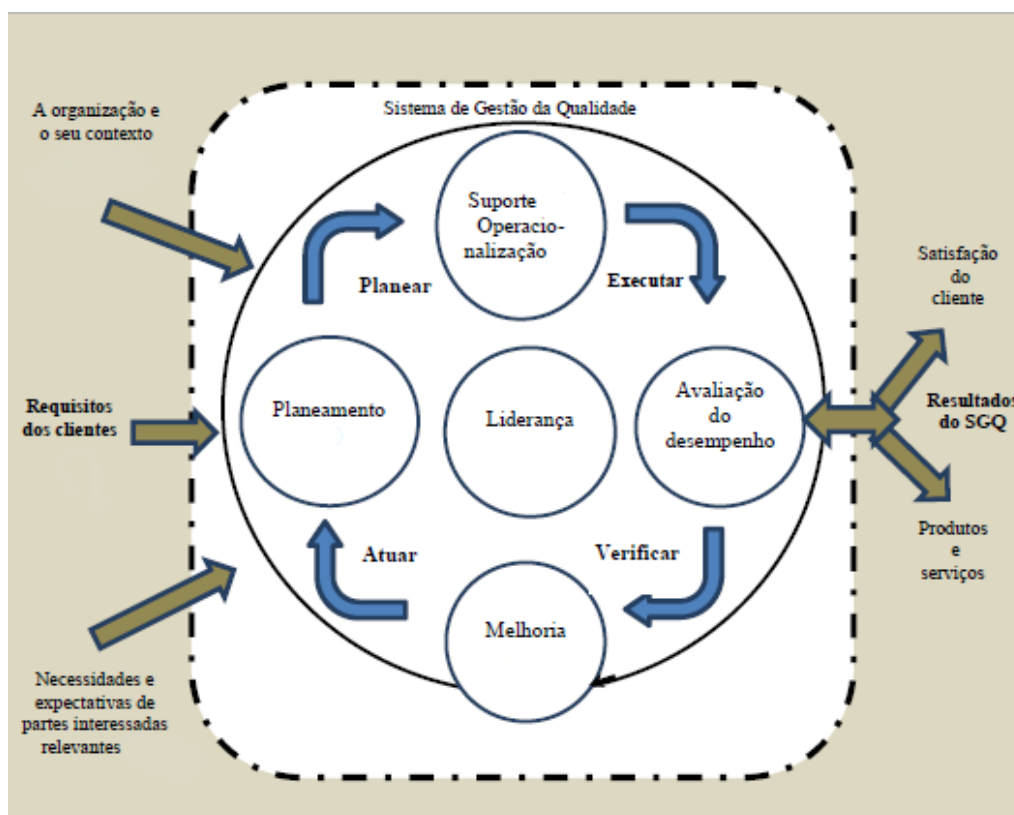 Sistema de Gestão da Qualidade
A organização e
o seu contexto
Suporte
Operacio-
nalização
Planear
Executar
Satisfação
do
cliente
Requisitos
dos clientes
Planeamento
Liderança
Avaliação
do
desempenho
Resultados
do SGQ
Atuar
Verificar
Produtos
e
serviços
Melhoria
Necessidades e
expectativas de
partes interessadas
relevantes